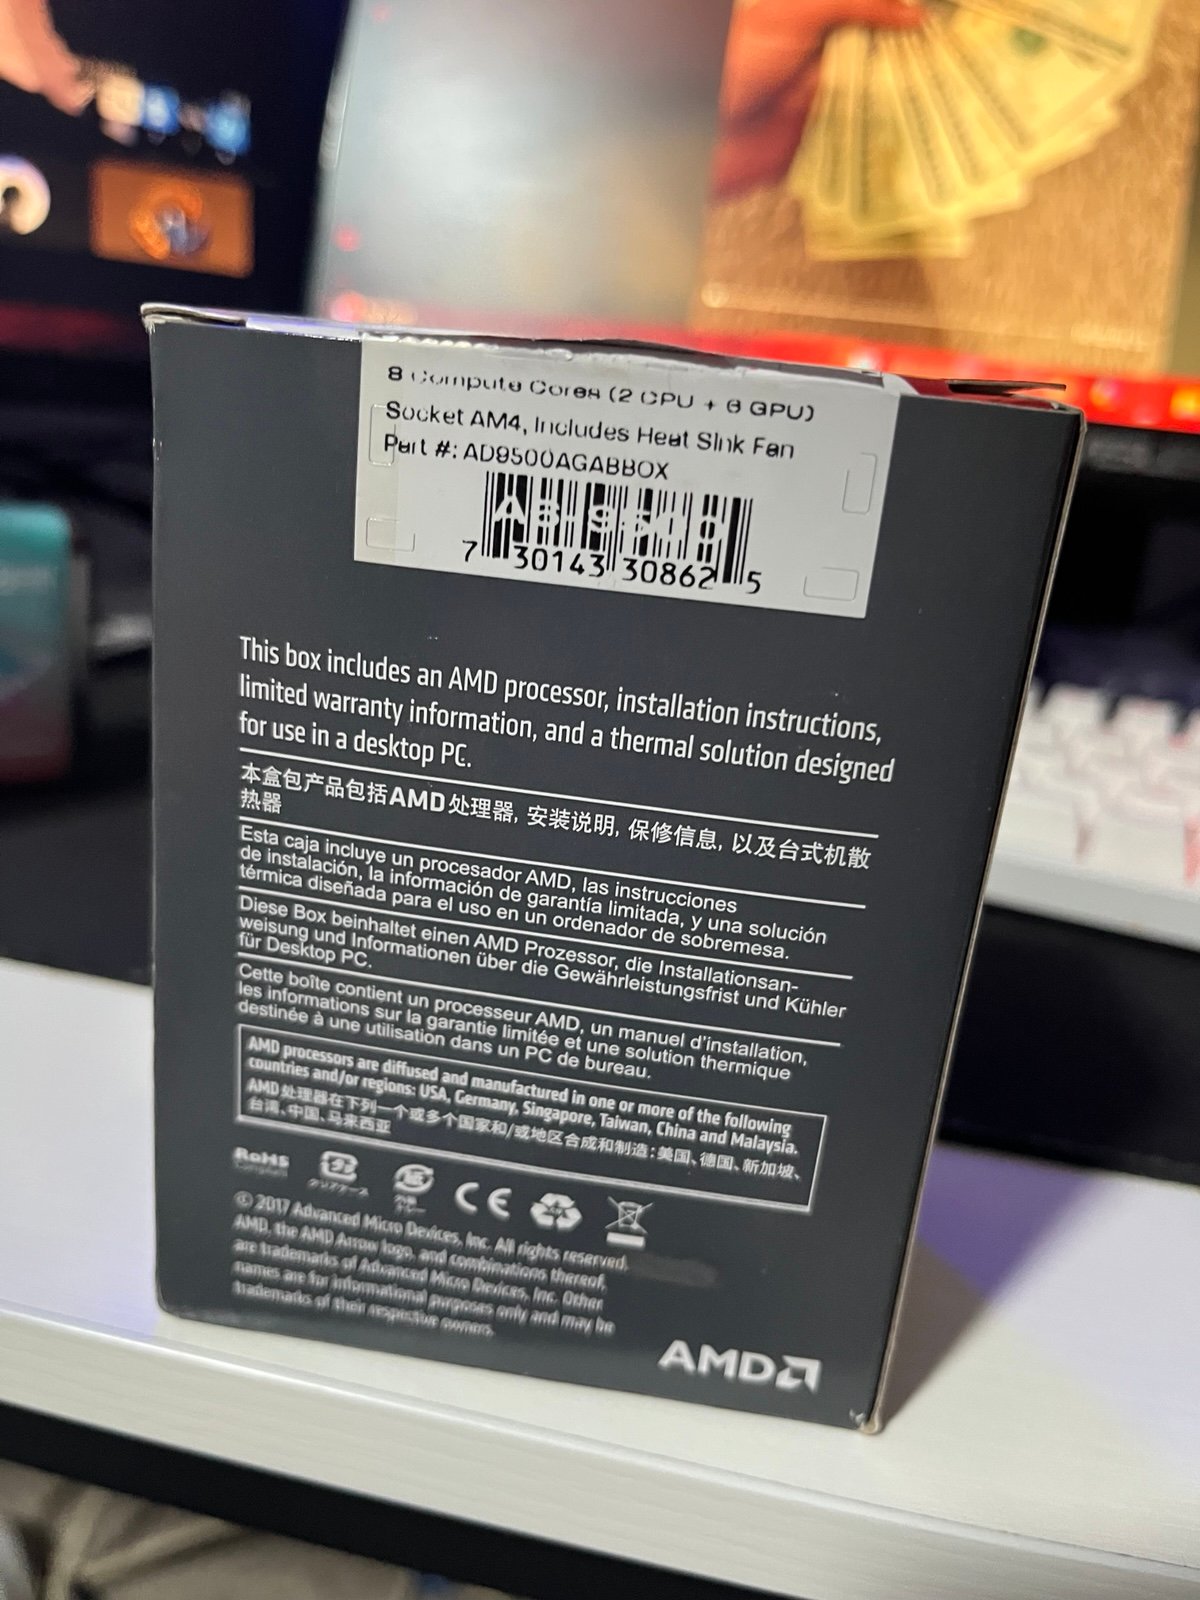 8 Compute Cores (2 CPU + 6 GPU)
Socket AM4, Includes Heat Sink Fan
Part #: AD9500AGABBOX
7 30143 30862 5
This box includes an AMD processor, installation instructions,
limited warranty information, and a thermal solution designed
for use in a desktop PC.
本盒包产品包括AMD处理器, 安装说明, 保修信息, 以及台式机散
热器
Esta caja incluye un procesador AMD, las instrucciones
de instalación, la información de garantía limitada, y una solución
térmica diseñada para el uso en un ordenador de sobremesa.
Diese Box beinhaltet einen AMD Prozessor, die Installationsan-
weisung und Informationen über die Gewährleistungsfrist und Kühler
für Desktop PC.
Cette boîte contient un processeur AMD, un manuel d'installation,
les informations sur la garantie limitée et une solution thermique
destinée à une utilisation dans un PC de bureau.
AMD processors are diffused and manufactured in one or more of the following
countries and/or regions: USA, Germany, Singapore, Taiwan, China and Malaysia.
AMD处理器在下列一个或多个国家和/或地区合成和制造：美国、德国、新加坡、
台湾、中国、马来西亚
RoHS
Compliant
クリアケース
CE
© 2017 Advanced Micro Devices, Inc. All rights reserved.
AMD, the AMD Arrow logo, and combinations thereof,
are trademarks of Advanced Micro Devices, Inc. Other
names are for informational purposes only and may be
trademarks of their respective owners.
AMD